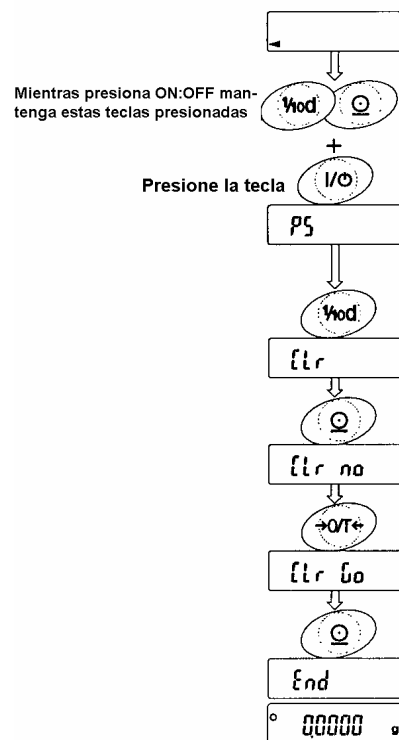 Mientras presiona ON:OFF man-
tenga estas teclas presionadas
1/10d
+
Presione la tecla
I/⏻
PS
1/10d
Clr
Clr no
→0/T←
Clr Go
End
0.0000 g